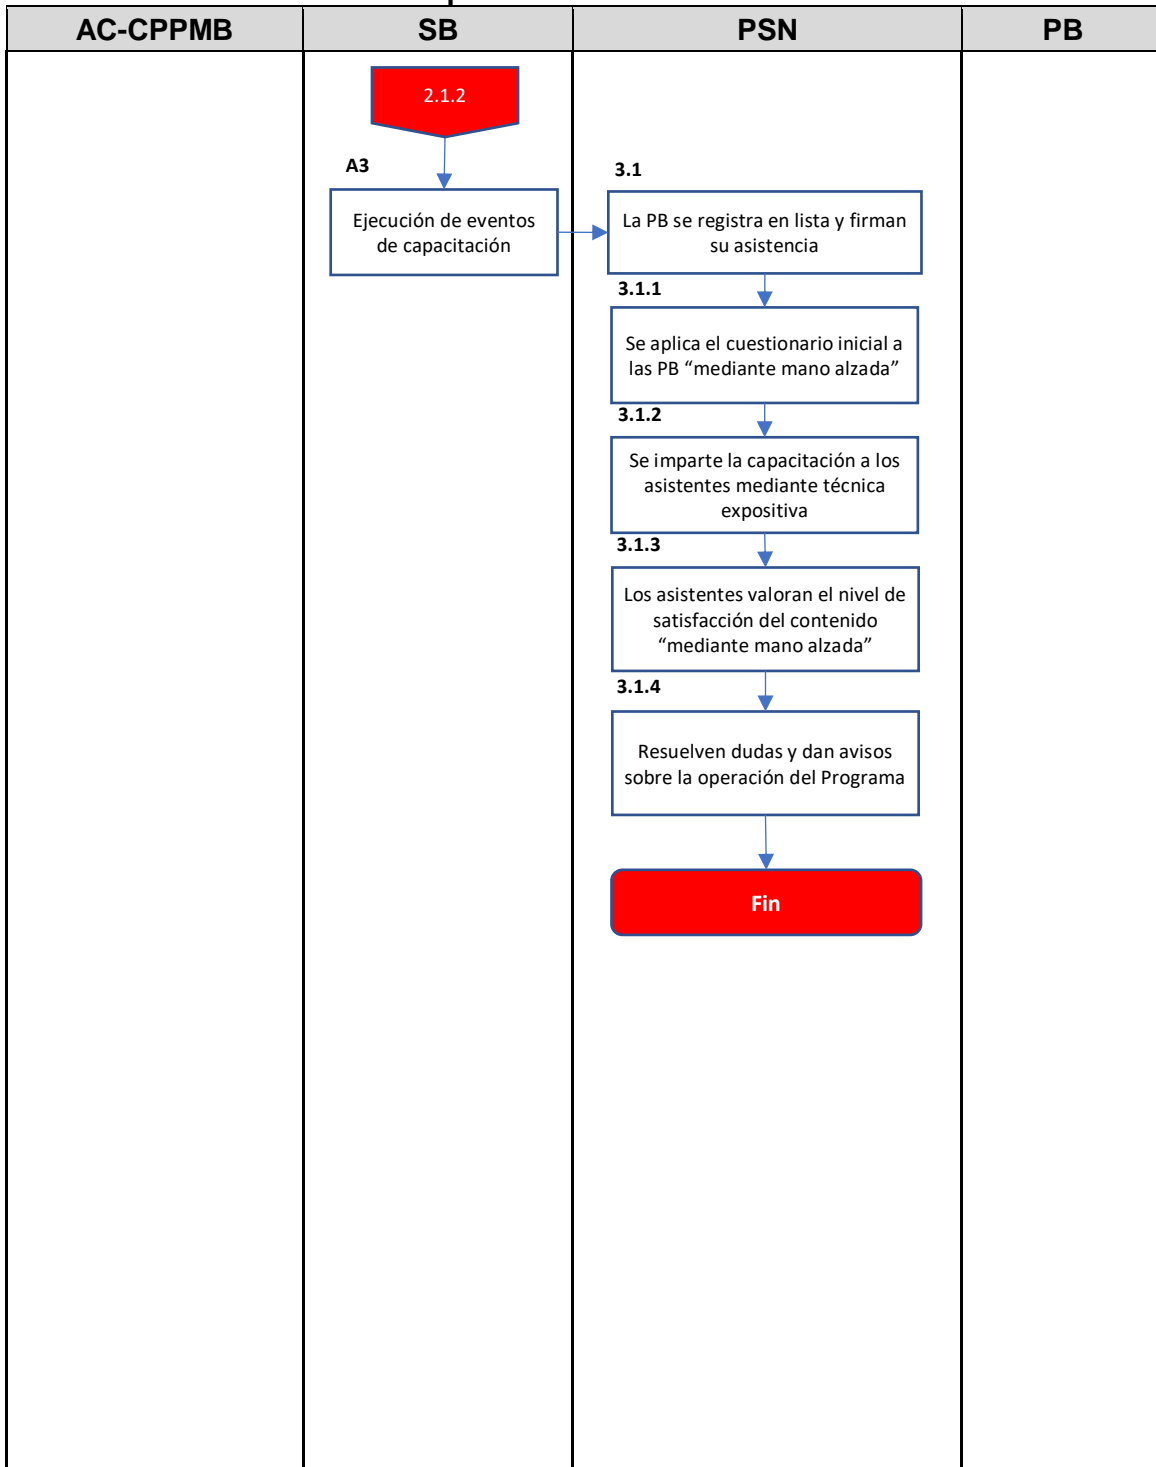 AC-CPPMB
SB
PSN
PB
2.1.2
A3
Ejecución de eventos
de capacitación
3.1
La PB se registra en lista y firman
su asistencia
3.1.1
Se aplica el cuestionario inicial a
las PB “mediante mano alzada”
3.1.2
Se imparte la capacitación a los
asistentes mediante técnica
expositiva
3.1.3
Los asistentes valoran el nivel de
satisfacción del contenido
“mediante mano alzada”
3.1.4
Resuelven dudas y dan avisos
sobre la operación del Programa
Fin